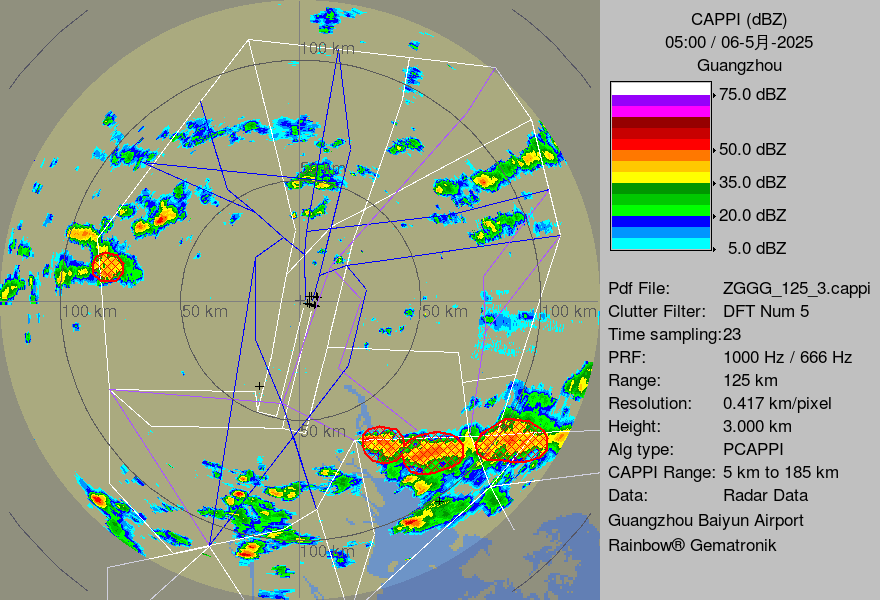 CAPPI (dBZ)
05:00 / 06-5月-2025
Guangzhou
75.0 dBZ
50.0 dBZ
35.0 dBZ
20.0 dBZ
5.0 dBZ
Pdf File: ZGGG_125_3.cappi
Clutter Filter: DFT Num 5
Time sampling:23
PRF: 1000 Hz / 666 Hz
Range: 125 km
Resolution: 0.417 km/pixel
Height: 3.000 km
Alg type: PCAPPI
CAPPI Range: 5 km to 185 km
Data: Radar Data
Guangzhou Baiyun Airport
Rainbow® Gematronik
100 km
50 km
100 km
50 km
50 km
100 km
50 km
100 km